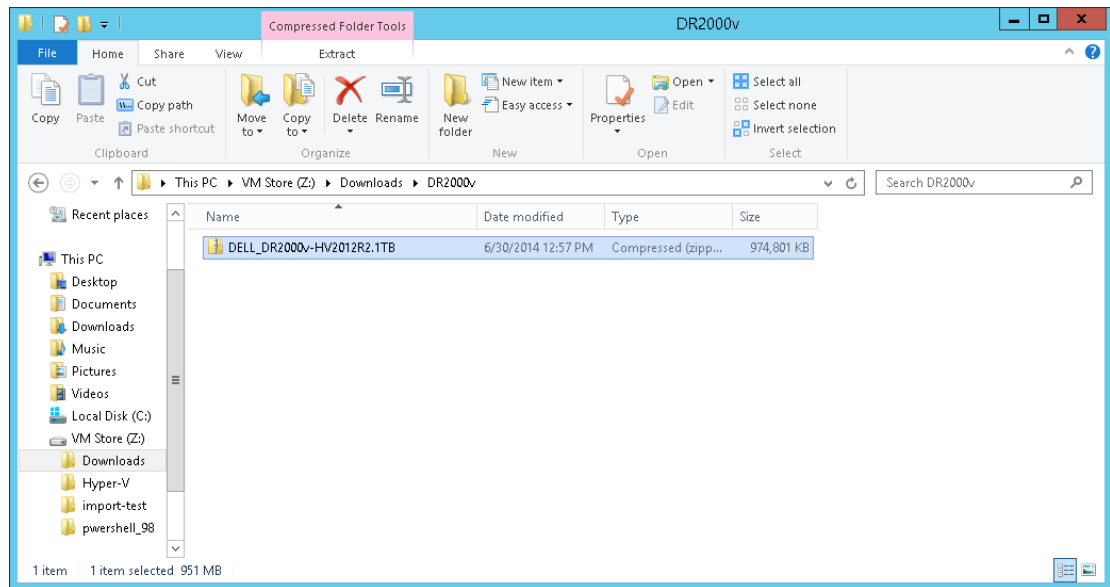 Compressed Folder Tools
DR2000v
File Home Share View Extract
Copy
Paste
Cut
Copy path
Paste shortcut
Clipboard
Move to
Copy to
Delete
Rename
Organize
New folder
New item
Easy access
New
Properties
Open
Edit
Open
Select all
Select none
Invert selection
Select
This PC VM Store (Z:) Downloads DR2000v
Search DR2000v
Recent places
This PC
Desktop
Documents
Downloads
Music
Pictures
Videos
Local Disk (C:)
VM Store (Z:)
Downloads
Hyper-V
import-test
pwershell_98
Name Date modified Type Size
DELL_DR2000v-HV2012R2.1TB 6/30/2014 12:57 PM Compressed (zipp... 974,801 KB
1 item 1 item selected 951 MB